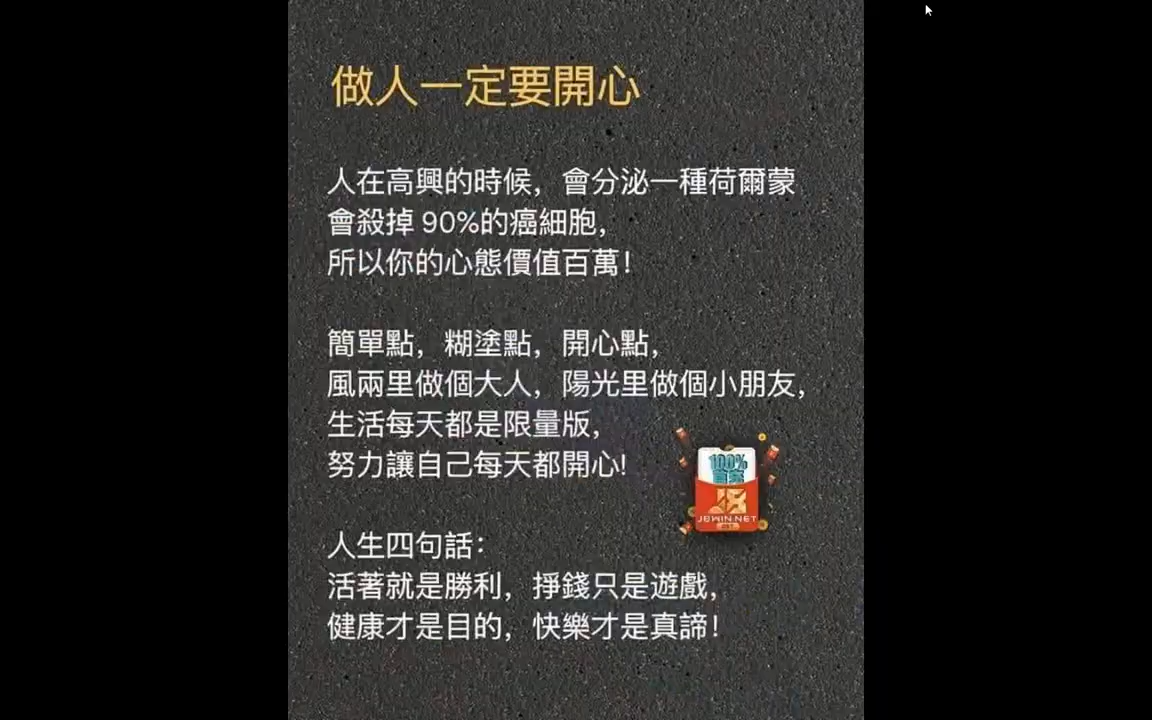 做人一定要開心
人在高興的時候，會分泌一種荷爾蒙
會殺掉 90%的癌細胞，
所以你的心態價值百萬！
簡單點，糊塗點，開心點，
風兩里做個大人，陽光里做個小朋友，
生活每天都是限量版，
努力讓自己每天都開心!
100%
JBWIN.NET
人生四句話：
活著就是勝利，掙錢只是遊戲，
健康才是目的，快樂才是真諦！